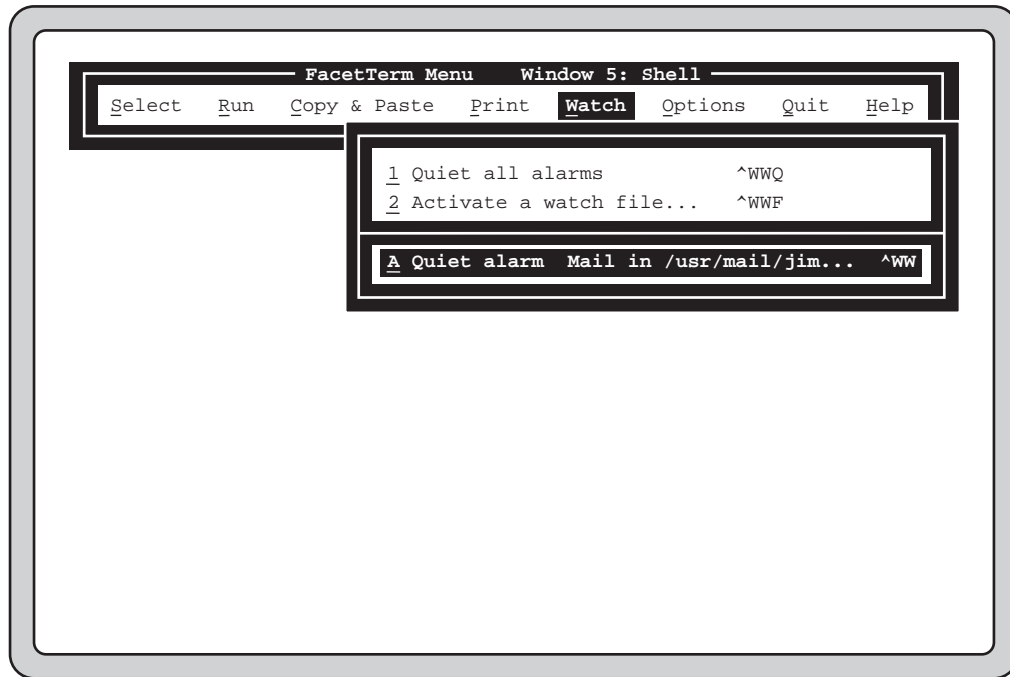 FacetTerm Menu Window 5: Shell
Select Run Copy & Paste Print Watch Options Quit Help
1 Quiet all alarms ^WWQ
2 Activate a watch file... ^WWF
A Quiet alarm Mail in /usr/mail/jim... ^WW